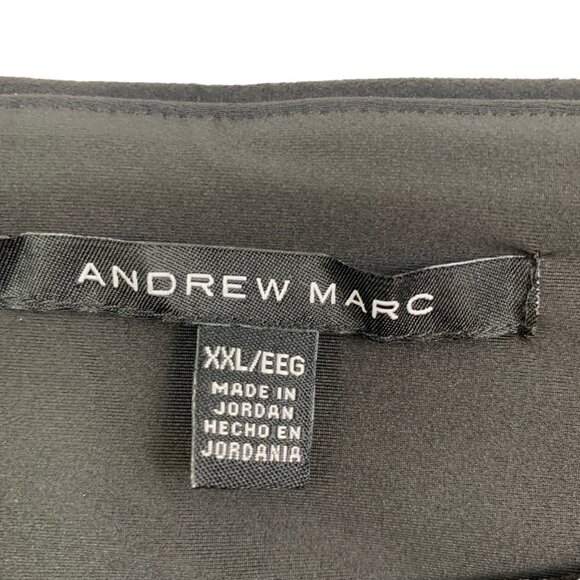 ANDREW MARC
XXL/EEG
MADE IN
JORDAN
HECHO EN
JORDANIA